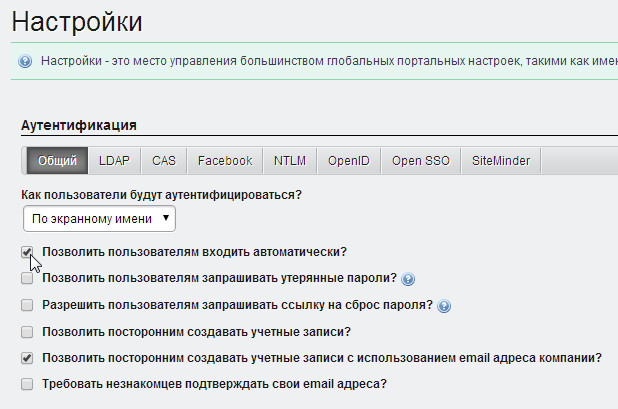 Настройки
Настройки - это место управления большинством глобальных портальных настроек, такими как име
Аутентификация
Общий LDAP CAS Facebook NTLM OpenID Open SSO SiteMinder
Как пользователи будут аутентифицироваться?
По экранному имени
Позволить пользователям входить автоматически?
Позволить пользователям запрашивать утерянные пароли?
Разрешить пользователям запрашивать ссылку на сброс пароля?
Позволить посторонним создавать учетные записи?
Позволить посторонним создавать учетные записи с использованием email адреса компании?
Требовать незнакомцев подтверждать свои email адреса?